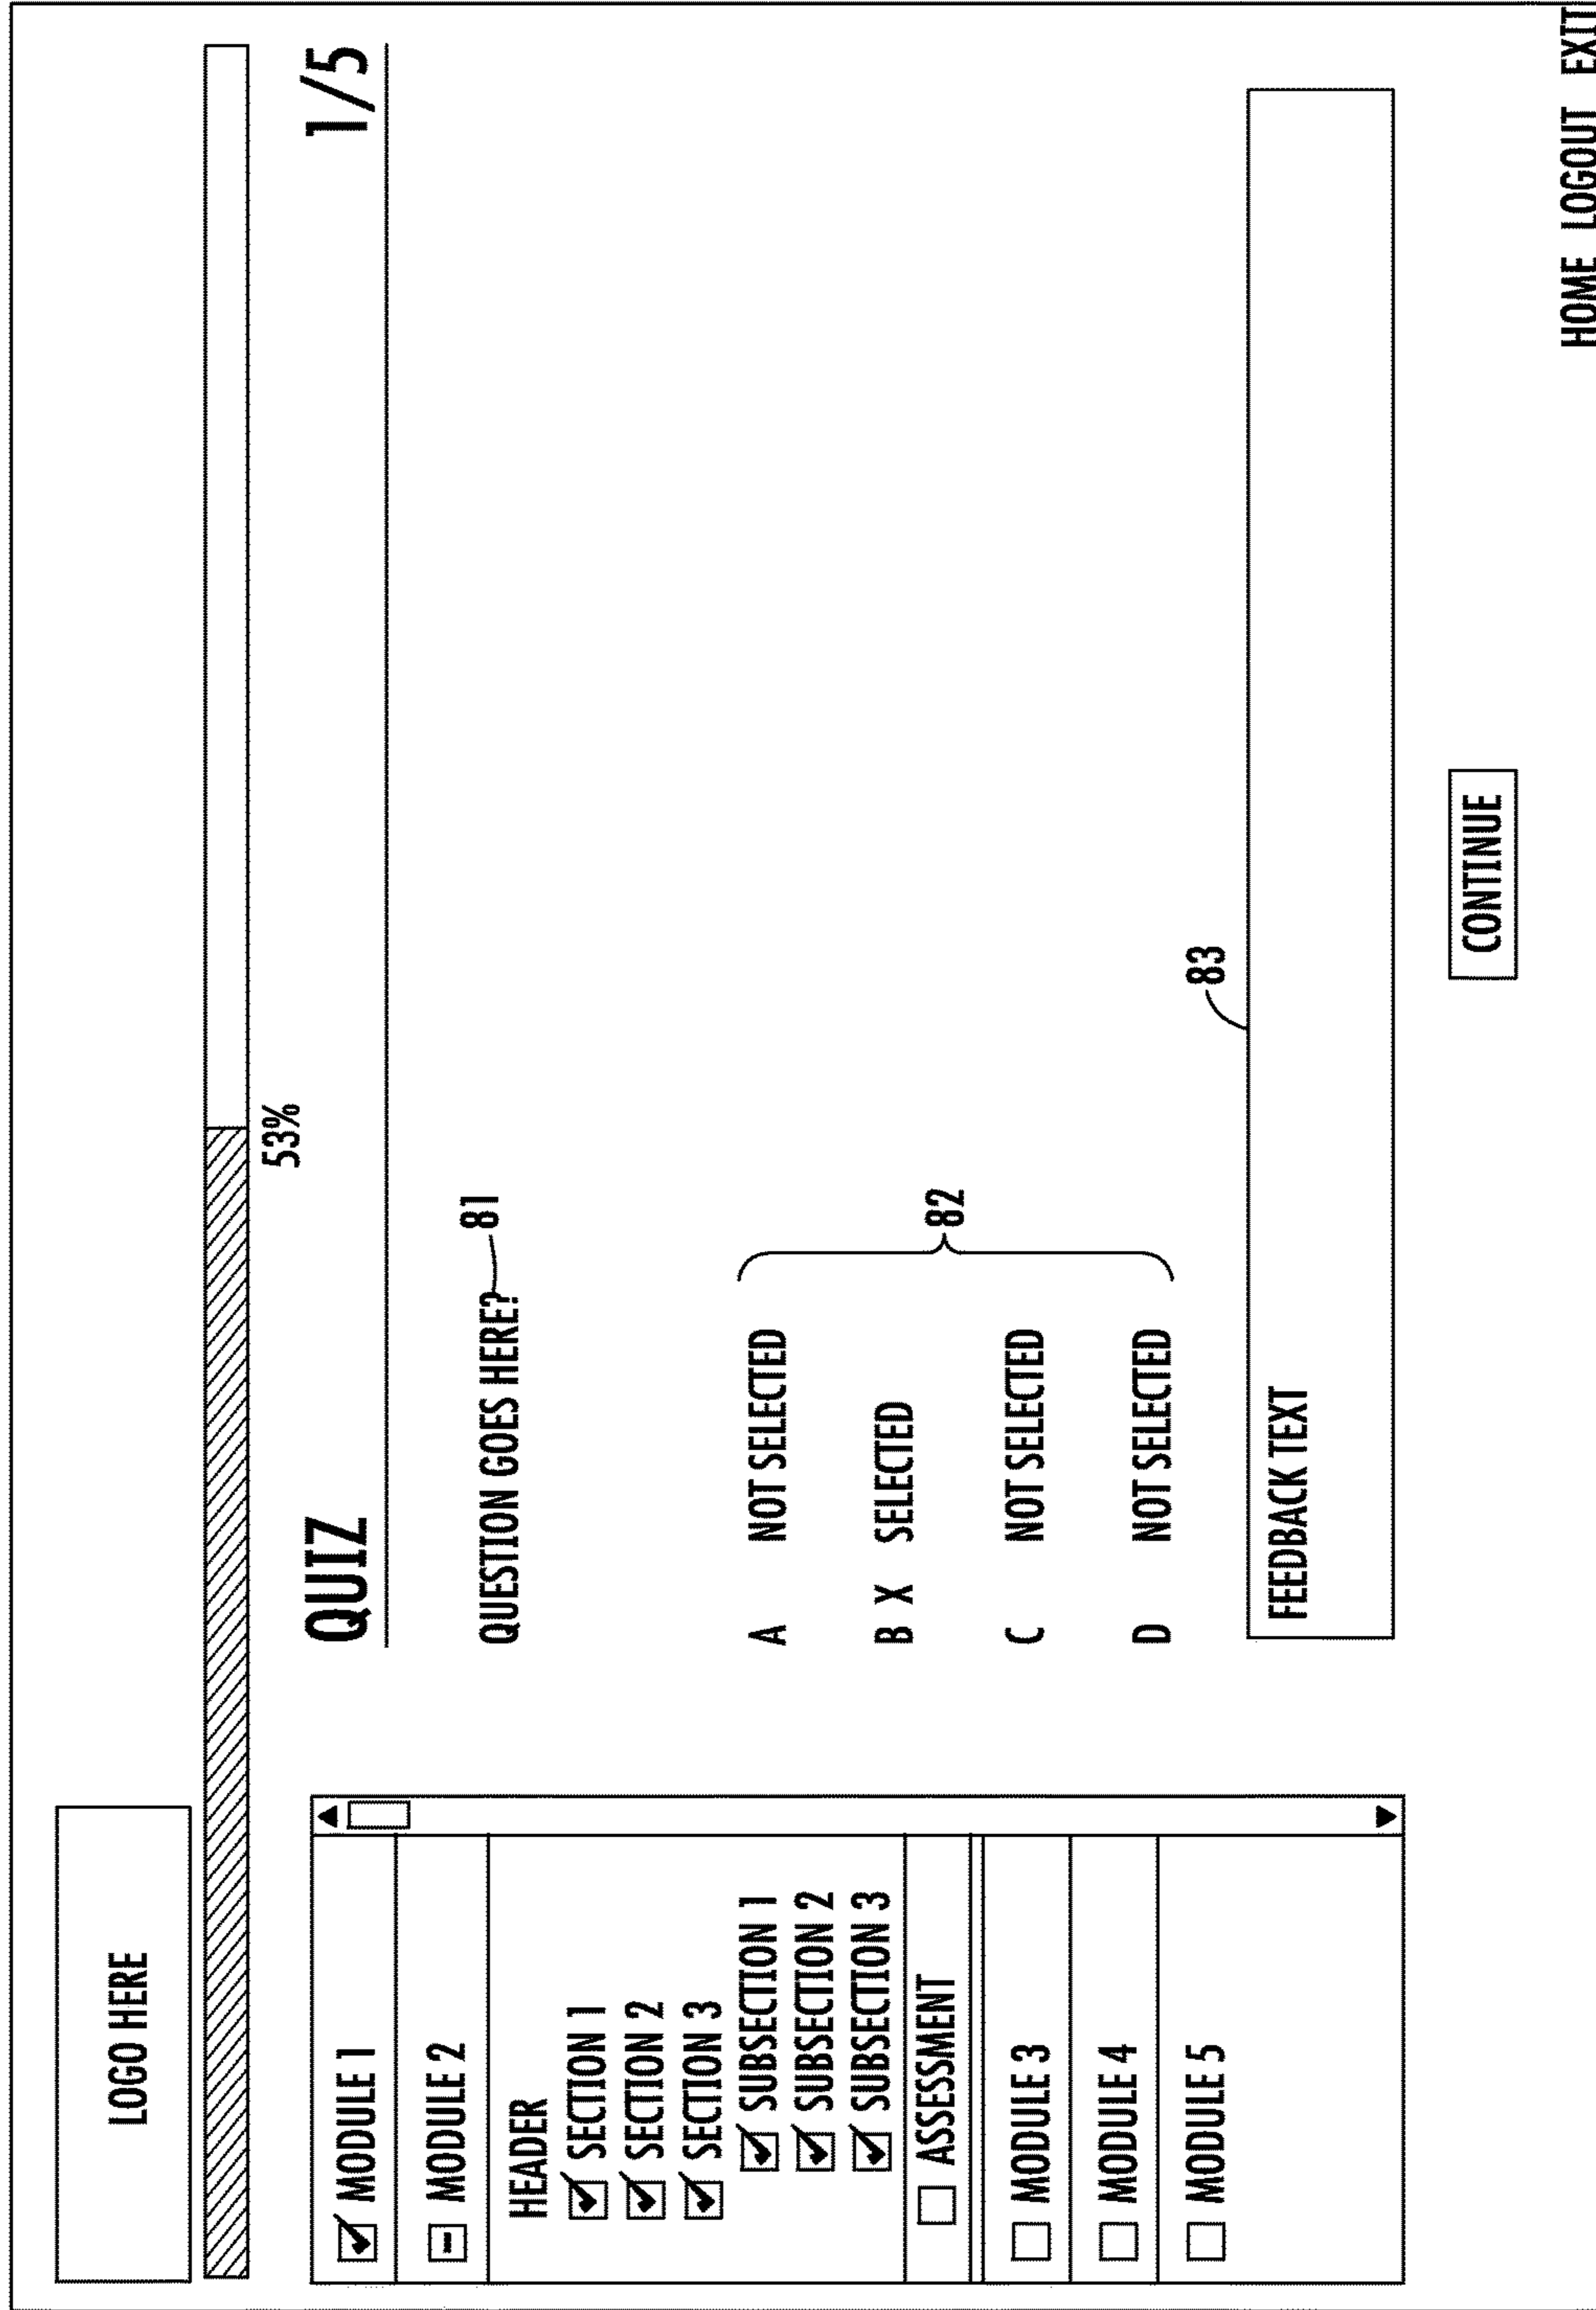 LOGO HERE
53%
MODULE 1
MODULE 2
HEADER
SECTION 1
SECTION 2
SECTION 3
SUBSECTION 1
SUBSECTION 2
SUBSECTION 3
ASSESSMENT
MODULE 3
MODULE 4
MODULE 5
QUIZ 1/5
QUESTION GOES HERE? 81
A NOT SELECTED
B X SELECTED
C NOT SELECTED
D NOT SELECTED
82
83
FEEDBACK TEXT
CONTINUE
HOME LOGOUT EXIT